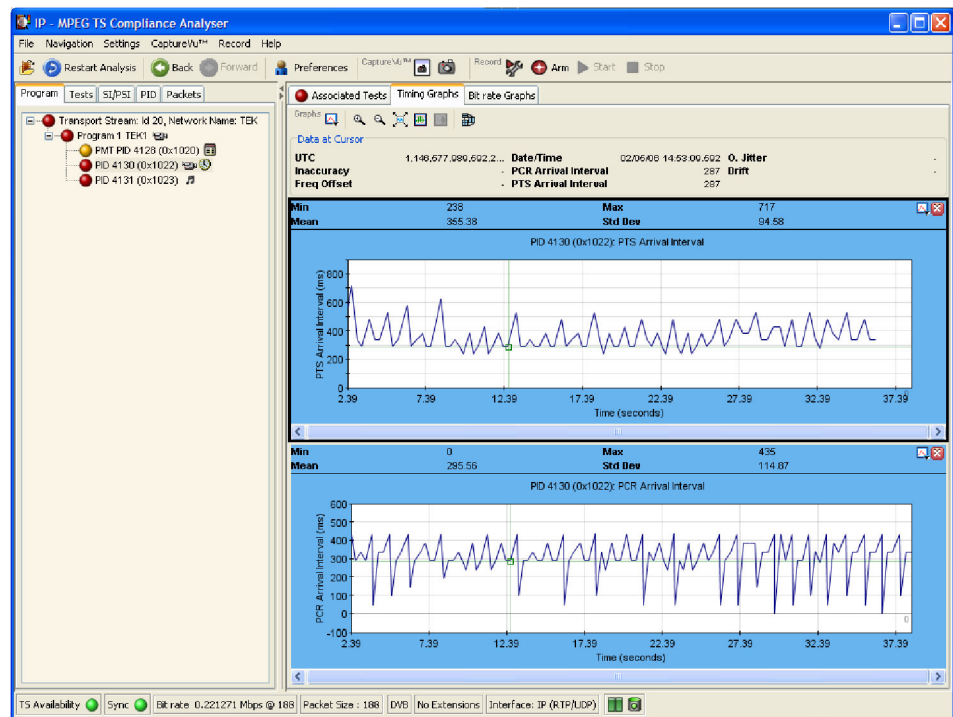 IP - MPEG TS Compliance Analyser
File Navigation Settings CaptureVu™ Record Help
Restart Analysis Back Forward Preferences CaptureVu™ Record Arm Start Stop
Program Tests SI/PSI PID Packets
Associated Tests Timing Graphs Bit rate Graphs
Transport Stream: Id 20, Network Name: TEK
Program 1 TEK1
PMT PID 4128 (0x1020)
PID 4130 (0x1022)
PID 4131 (0x1023)
Graphs
Data at Cursor
UTC 1,146,677,989,692.2... Date/Time 02/06/06 14:53:09.692 O. Jitter -
Inaccuracy - PCR Arrival Interval 287 Drift -
Freq Offset - PTS Arrival Interval 287
Min 238 Max 717
Mean 355.38 Std Dev 94.58
PID 4130 (0x1022): PTS Arrival Interval
PTS Arrival Interval (ms)
800
600
400
200
0
2.39 7.39 12.39 17.39 22.39 27.39 32.39 37.39
Time (seconds)
Min 0 Max 435
Mean 295.56 Std Dev 114.87
PID 4130 (0x1022): PCR Arrival Interval
PCR Arrival Interval (ms)
600
500
400
300
200
100
0
-100
0
2.39 7.39 12.39 17.39 22.39 27.39 32.39 37.39
Time (seconds)
TS Availability Sync Bit rate 0.221271 Mbps @ 188 Packet Size : 188 DVB No Extensions Interface: IP (RTP/UDP)